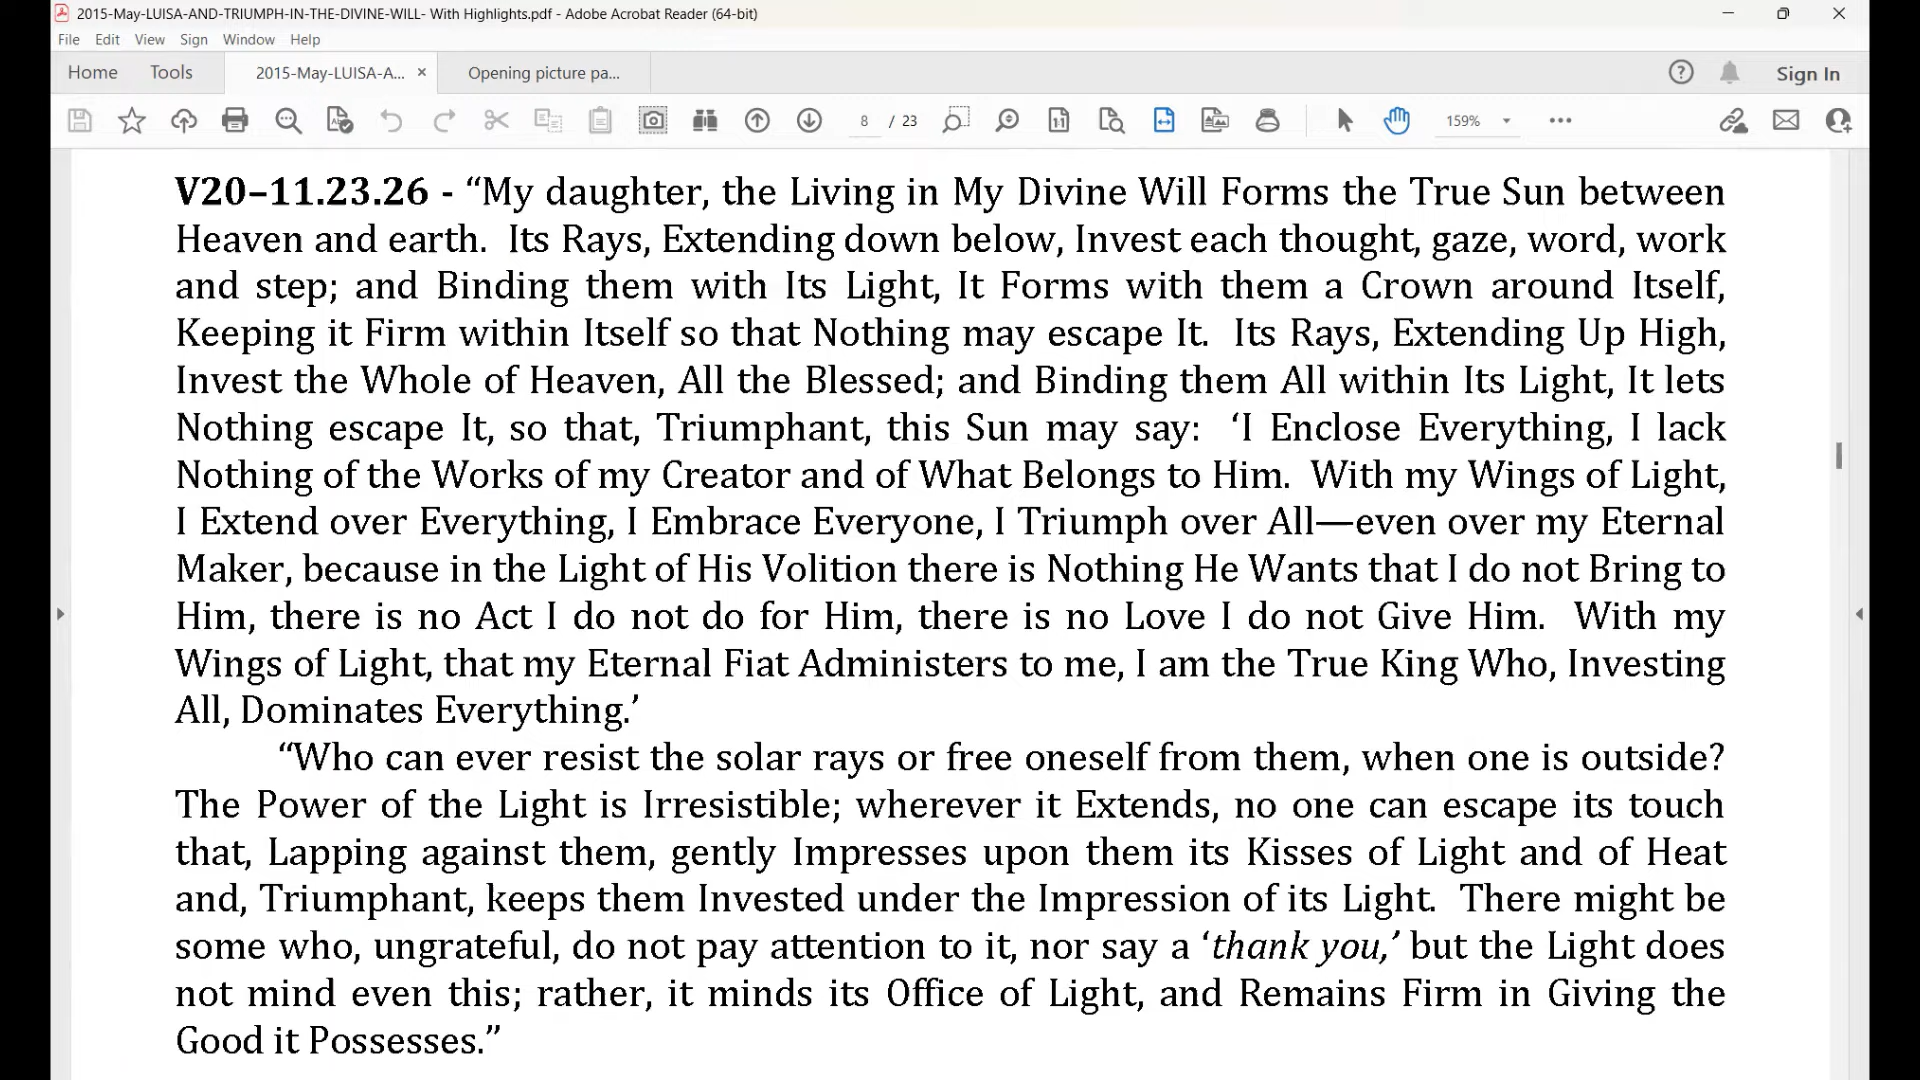 2015-May-LUISA-AND-TRIUMPH-IN-THE-DIVINE-WILL- With Highlights.pdf - Adobe Acrobat Reader (64-bit)
File Edit View Sign Window Help
Home Tools 2015-May-LUISA-A... × Opening picture pa... Sign In
8 / 23 159%
V20–11.23.26 - “My daughter, the Living in My Divine Will Forms the True Sun between
Heaven and earth. Its Rays, Extending down below, Invest each thought, gaze, word, work
and step; and Binding them with Its Light, It Forms with them a Crown around Itself,
Keeping it Firm within Itself so that Nothing may escape It. Its Rays, Extending Up High,
Invest the Whole of Heaven, All the Blessed; and Binding them All within Its Light, It lets
Nothing escape It, so that, Triumphant, this Sun may say: ‘I Enclose Everything, I lack
Nothing of the Works of my Creator and of What Belongs to Him. With my Wings of Light,
I Extend over Everything, I Embrace Everyone, I Triumph over All—even over my Eternal
Maker, because in the Light of His Volition there is Nothing He Wants that I do not Bring to
Him, there is no Act I do not do for Him, there is no Love I do not Give Him. With my
Wings of Light, that my Eternal Fiat Administers to me, I am the True King Who, Investing
All, Dominates Everything.’
“Who can ever resist the solar rays or free oneself from them, when one is outside?
The Power of the Light is Irresistible; wherever it Extends, no one can escape its touch
that, Lapping against them, gently Impresses upon them its Kisses of Light and of Heat
and, Triumphant, keeps them Invested under the Impression of its Light. There might be
some who, ungrateful, do not pay attention to it, nor say a ‘thank you,’ but the Light does
not mind even this; rather, it minds its Office of Light, and Remains Firm in Giving the
Good it Possesses.”